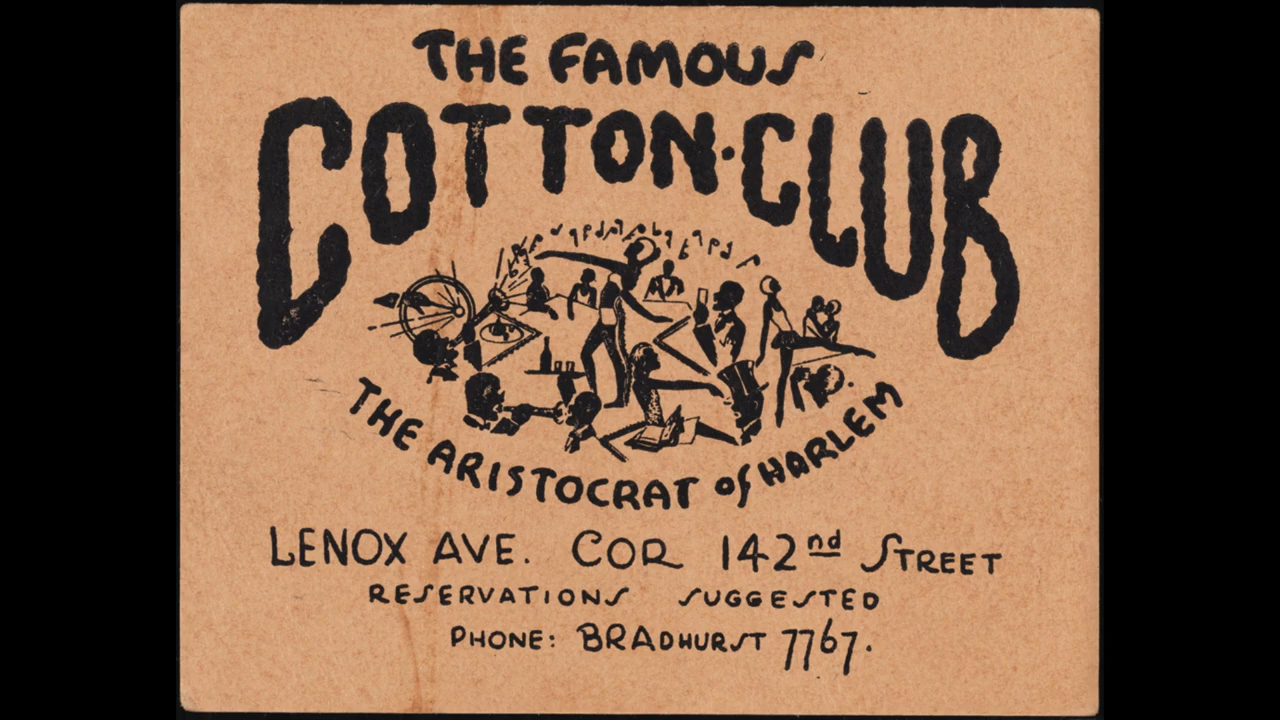 THE FAMOUS
COTTON·CLUB
THE ARISTOCRAT of HARLEM
LENOX AVE. COR 142nd STREET
RESERVATIONS SUGGESTED
PHONE: BRADHURST 7767.